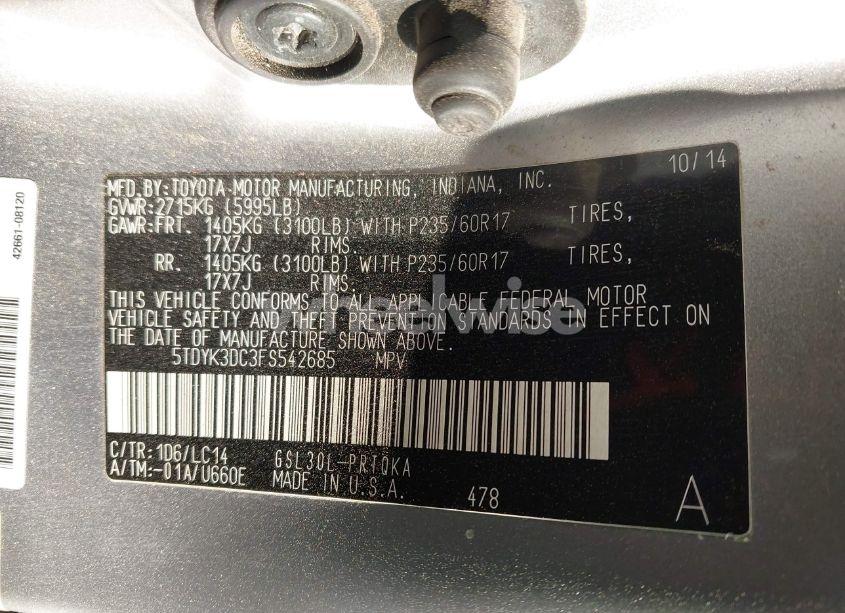 10/14
MFD.BY:TOYOTA MOTOR MANUFACTURING, INDIANA, INC.
GVWR:2715KG (5995LB)
GAWR:FRT. 1405KG (3100LB) WITH P235/60R17 TIRES,
17X7J RIMS.
RR. 1405KG (3100LB) WITH P235/60R17 TIRES,
17X7J RIMS.
THIS VEHICLE CONFORMS TO ALL APPLICABLE FEDERAL MOTOR
VEHICLE SAFETY AND THEFT PREVENTION STANDARDS IN EFFECT ON
THE DATE OF MANUFACTURE SHOWN ABOVE.
5TDYK3DC3FS542685 MPV
C/TR:1D6/LC14 GSL30L-PRTQKA
A/TM:-01A/U660E MADE IN U.S.A. 478 A
42661-08120